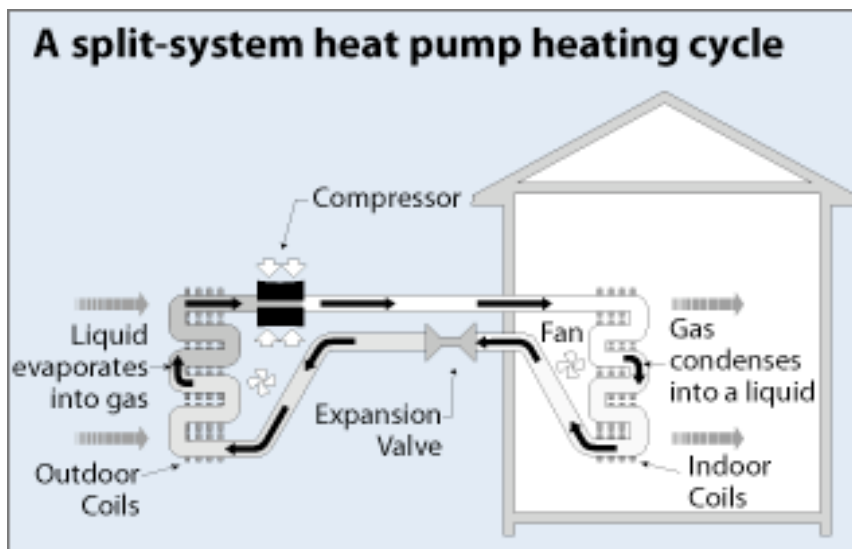 A split-system heat pump heating cycle
Compressor
Liquid
evaporates
into gas
Fan
Gas
condenses
into a liquid
Expansion
Valve
Outdoor
Coils
Indoor
Coils